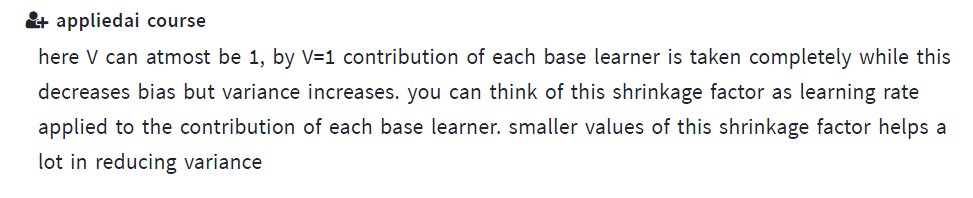 appliedai course
here V can atmost be 1, by V=1 contribution of each base learner is taken completely while this
decreases bias but variance increases. you can think of this shrinkage factor as learning rate
applied to the contribution of each base learner. smaller values of this shrinkage factor helps a
lot in reducing variance